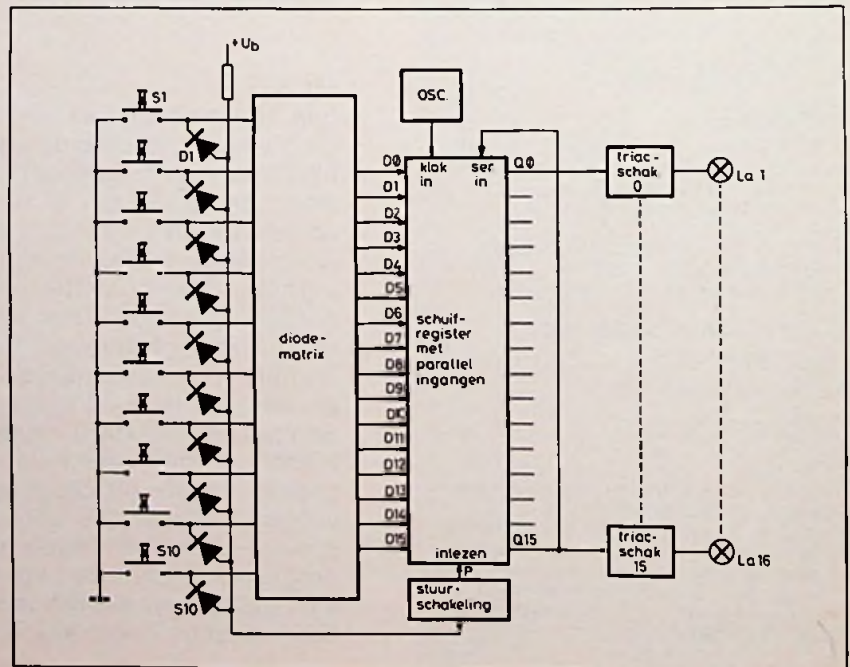 +Ub
S1
D1
S10
S10
diode-
matrix
OSC.
klok
in
ser
in
D0
D1
D2
D3
D4
D5
D6
D7
D8
D9
D10
D11
D12
D13
D14
D15
schuif-
register
met
parallel
ingangen
inlezen
P
stuur-
schakeling
Q0
Q15
triac-
schak
0
La 1
triac-
schak
15
La16